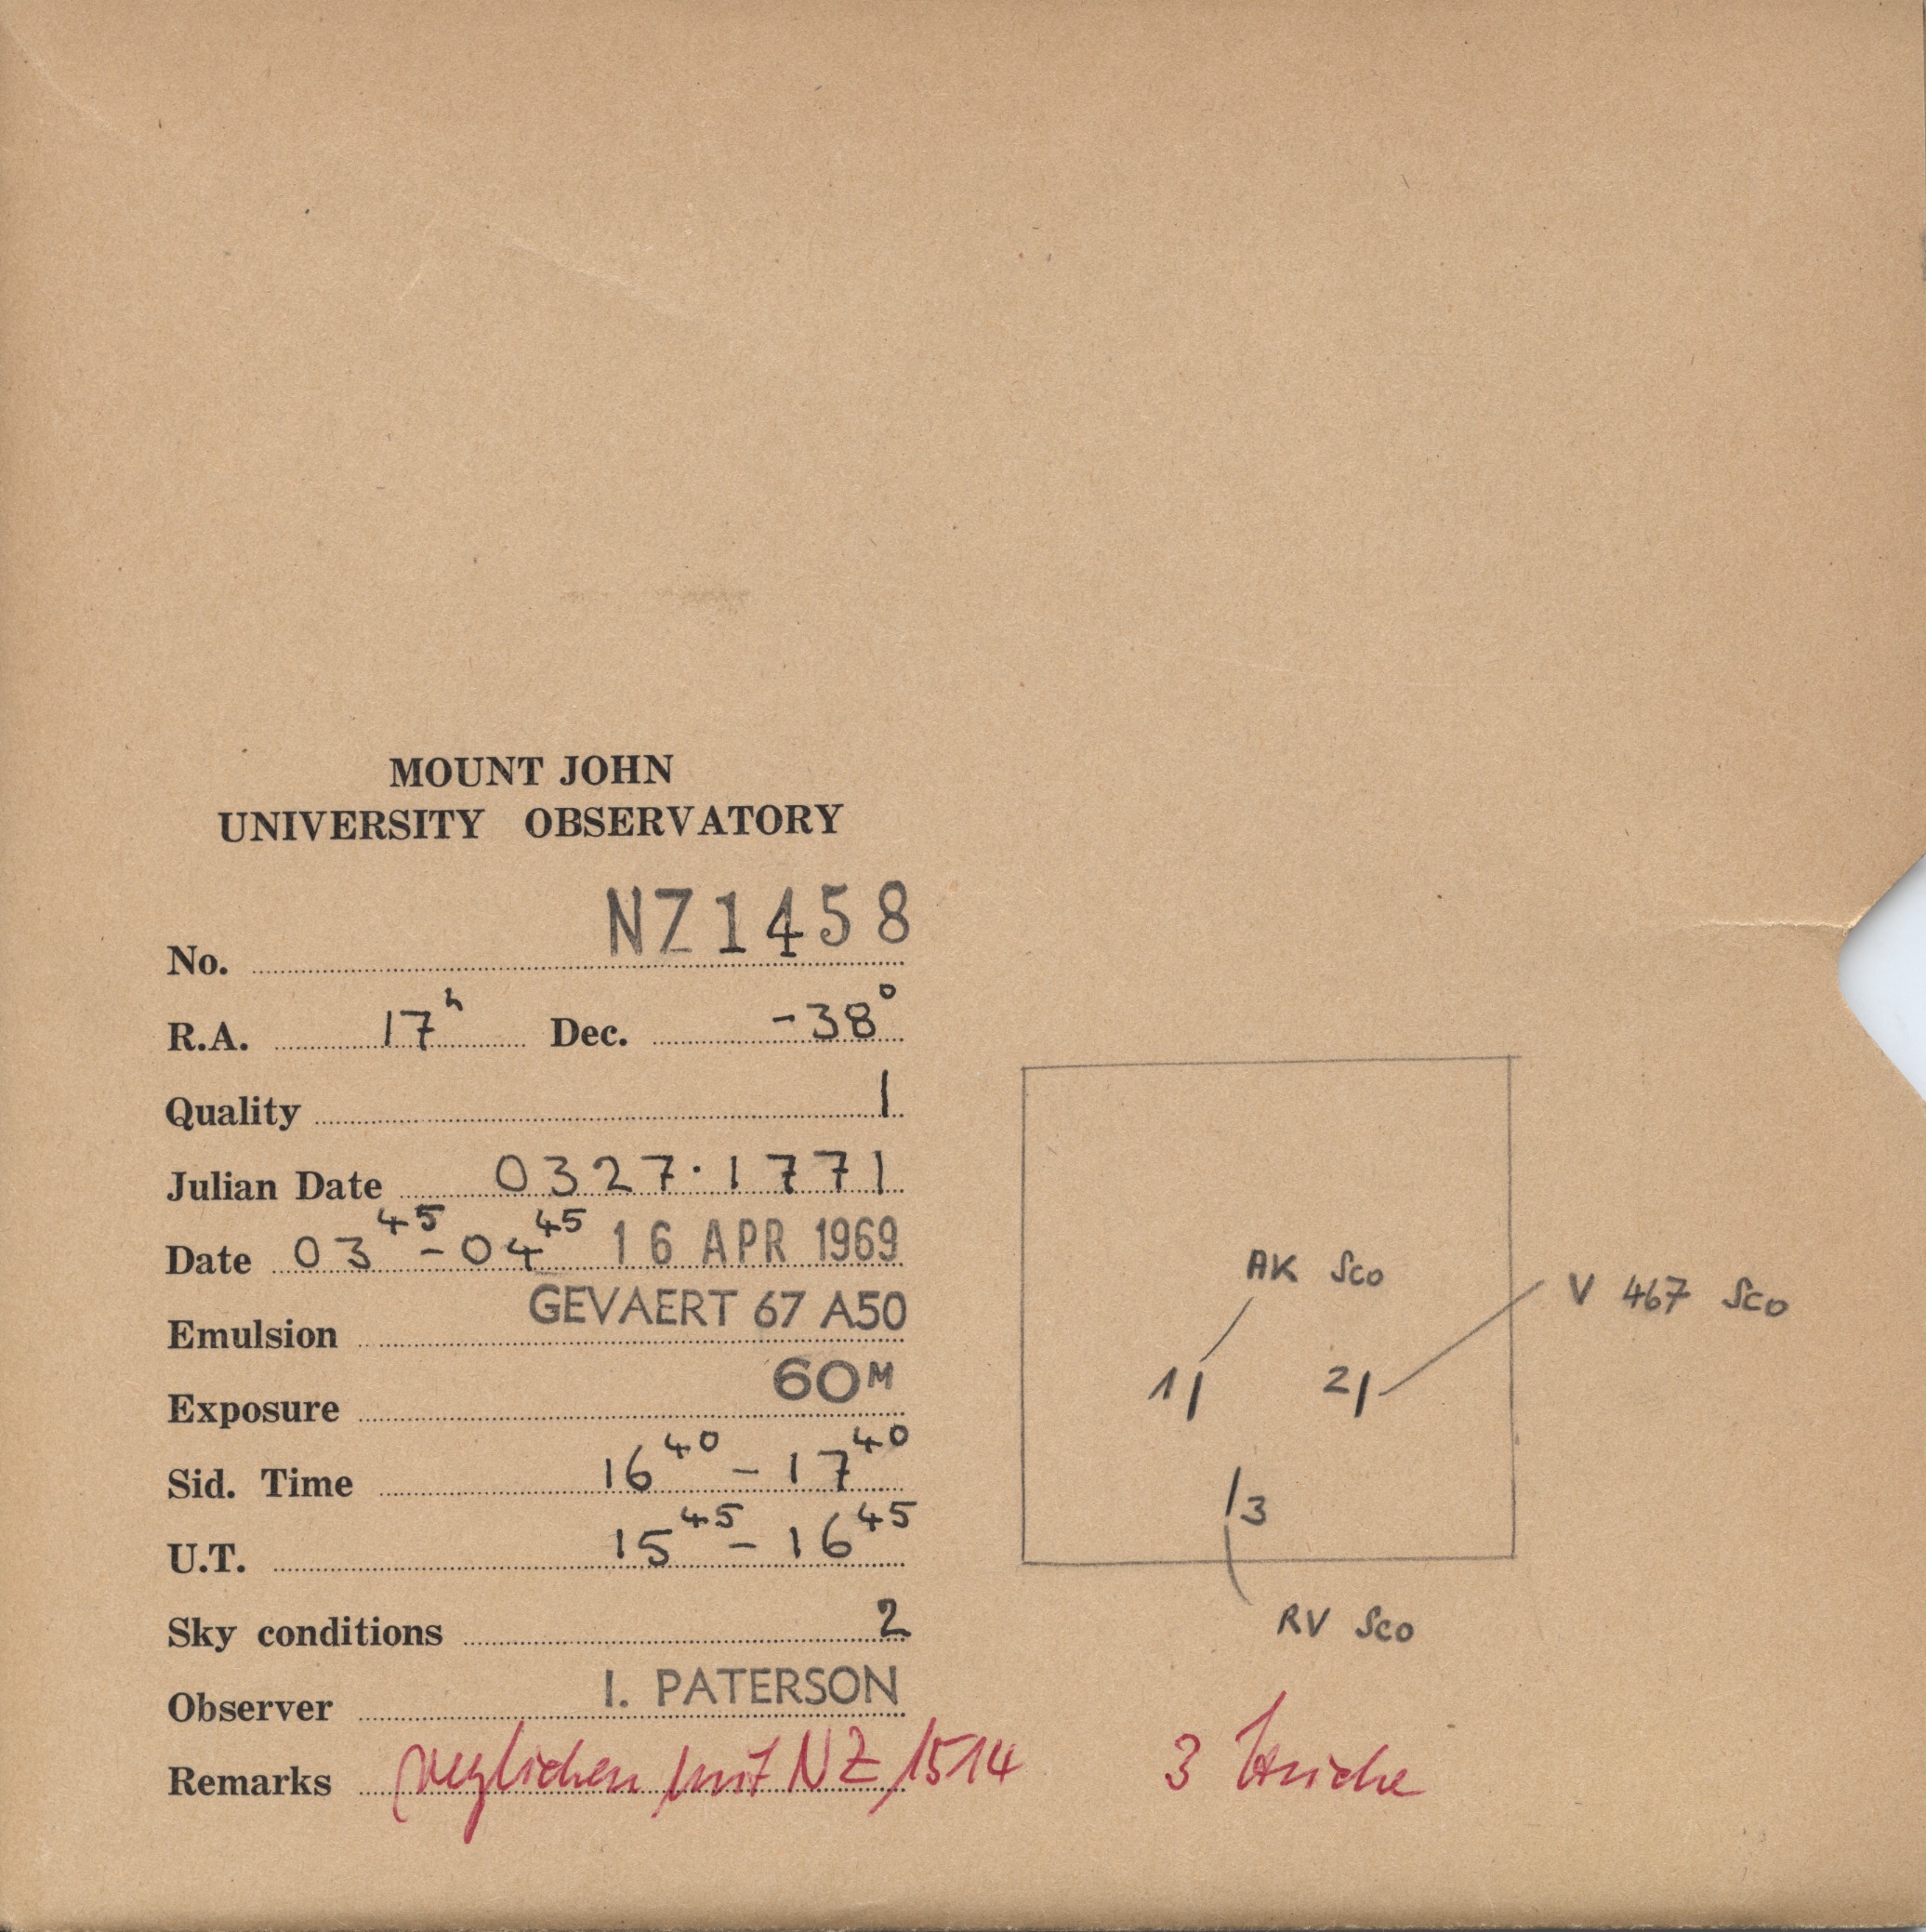 MOUNT JOHN
UNIVERSITY OBSERVATORY
No. NZ1458
R.A. 17h Dec. -38°
Quality 1
Julian Date 0327.1771
Date 03 45 - 04 45 16 APR 1969
Emulsion GEVAERT 67 A50
Exposure 60M
Sid. Time 16 40 - 17 40
U.T. 15 45 - 16 45
Sky conditions 2
Observer I. PATERSON
Remarks verglichen mit NZ 1514
AK Sco
V 467 Sco
1
2
3
RV Sco
3 Striche